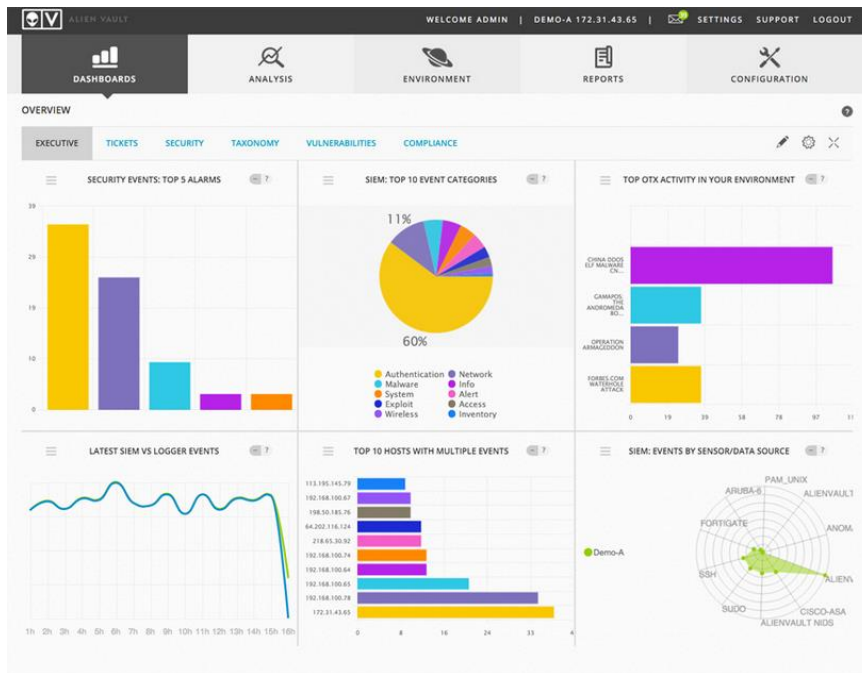 ALIEN VAULT
WELCOME ADMIN | DEMO-A 172.31.43.65 | SETTINGS SUPPORT LOGOUT
DASHBOARDS ANALYSIS ENVIRONMENT REPORTS CONFIGURATION
OVERVIEW
EXECUTIVE TICKETS SECURITY TAXONOMY VULNERABILITIES COMPLIANCE
SECURITY EVENTS: TOP 5 ALARMS
39
29
19
10
0
SIEM: TOP 10 EVENT CATEGORIES
11%
60%
Authentication Network
Malware Info
System Alert
Exploit Access
Wireless Inventory
TOP OTX ACTIVITY IN YOUR ENVIRONMENT
CHINA DDOS
ELF MALWARE
CN...
GAMAPOS:
THE
ANDROMEDA
BO...
OPERATION
ARMAGEDDON
FORBES.COM
WATERHOLE
ATTACK
0 19 39 58 78 97 11
LATEST SIEM VS LOGGER EVENTS
1h 2h 3h 4h 5h 6h 7h 8h 9h 10h 11h 12h 13h 14h 15h 16h
TOP 10 HOSTS WITH MULTIPLE EVENTS
113.195.145.79
192.168.100.67
198.50.185.76
64.202.116.124
218.65.30.92
192.168.100.74
192.168.100.64
192.168.100.65
192.168.100.78
172.31.43.65
0 8 16 24 33 4
SIEM: EVENTS BY SENSOR/DATA SOURCE
Demo-A
PAM_UNIX
ARUBA-6
ALIENVAULT
FORTIGATE
ANOM
SSH
ALIENV
SUDO
CISCO-ASA
ALIENVAULT NIDS